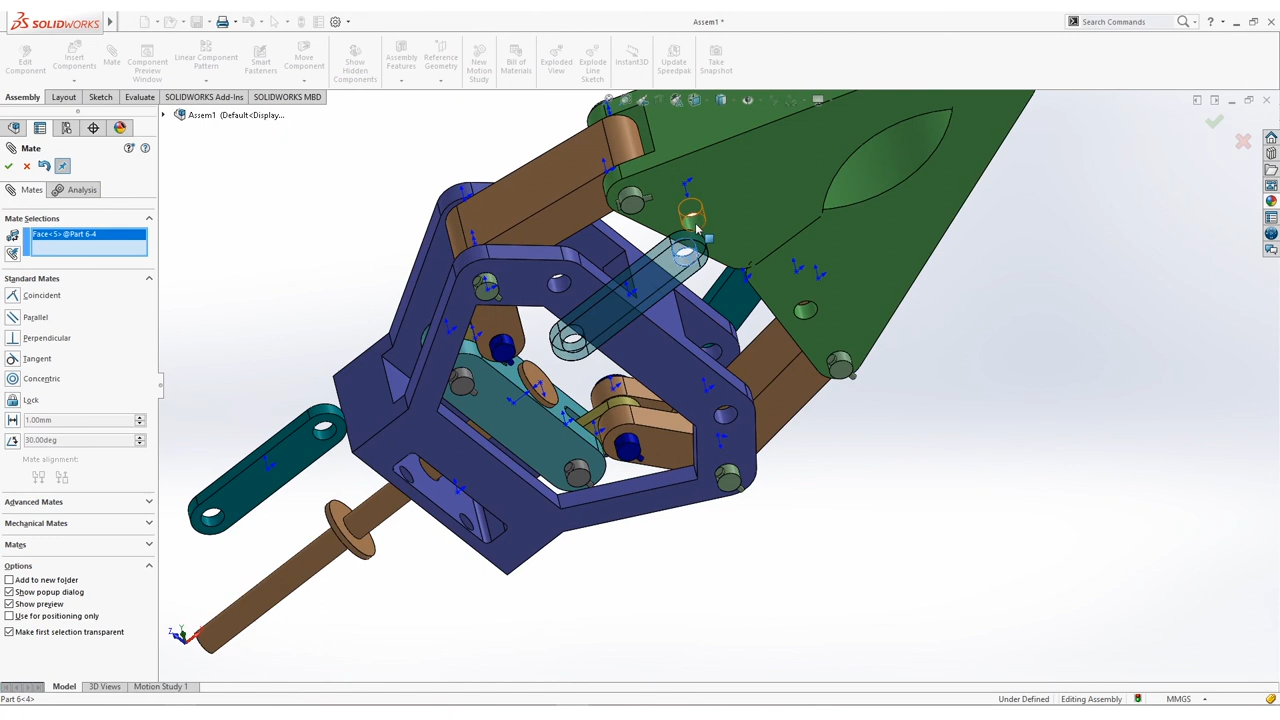 SOLIDWORKS
Assem1 *
Search Commands
Edit Component
Insert Components
Mate
Component Preview Window
Linear Component Pattern
Smart Fasteners
Move Component
Show Hidden Components
Assembly Features
Reference Geometry
New Motion Study
Bill of Materials
Exploded View
Explode Line Sketch
Instant3D
Update Speedpak
Take Snapshot
Assembly
Layout
Sketch
Evaluate
SOLIDWORKS Add-Ins
SOLIDWORKS MBD
Assem1 (Default<Display...
Mate
Mates
Analysis
Mate Selections
Face<5>@Part 6-4
Standard Mates
Coincident
Parallel
Perpendicular
Tangent
Concentric
Lock
1.00mm
30.00deg
Mate alignment:
Advanced Mates
Mechanical Mates
Mates
Options
Add to new folder
Show popup dialog
Show preview
Use for positioning only
Make first selection transparent
Y
Z
Model
3D Views
Motion Study 1
Part 6<4>
Under Defined
Editing Assembly
MMGS